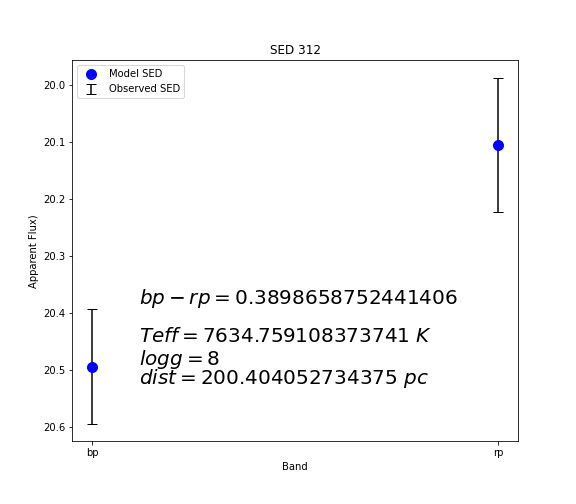 SED 312
Model SED
Observed SED
20.0
20.1
20.2
20.3
20.4
20.5
20.6
Apparent Flux)
bp − rp = 0.3898658752441406
Teff = 7634.759108373741 K
logg = 8
dist = 200.404052734375 pc
bp
rp
Band